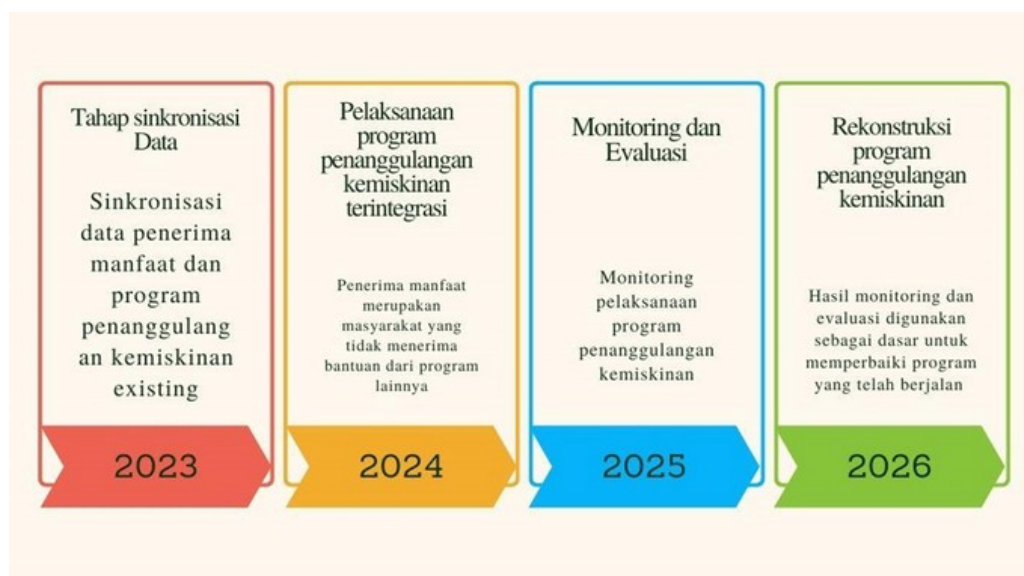 Tahap sinkronisasi
Data
Sinkronisasi
data penerima
manfaat dan
program
penanggulang
an kemiskinan
existing
2023
Pelaksanaan
program
penanggulangan
kemiskinan
terintegrasi
Penerima manfaat
merupakan
masyarakat yang
tidak menerima
bantuan dari program
lainnya
2024
Monitoring dan
Evaluasi
Monitoring
pelaksanaan
program
penanggulangan
kemiskinan
2025
Rekonstruksi
program
penanggulangan
kemiskinan
Hasil monitoring dan
evaluasi digunakan
sebagai dasar untuk
memperbaiki program
yang telah berjalan
2026